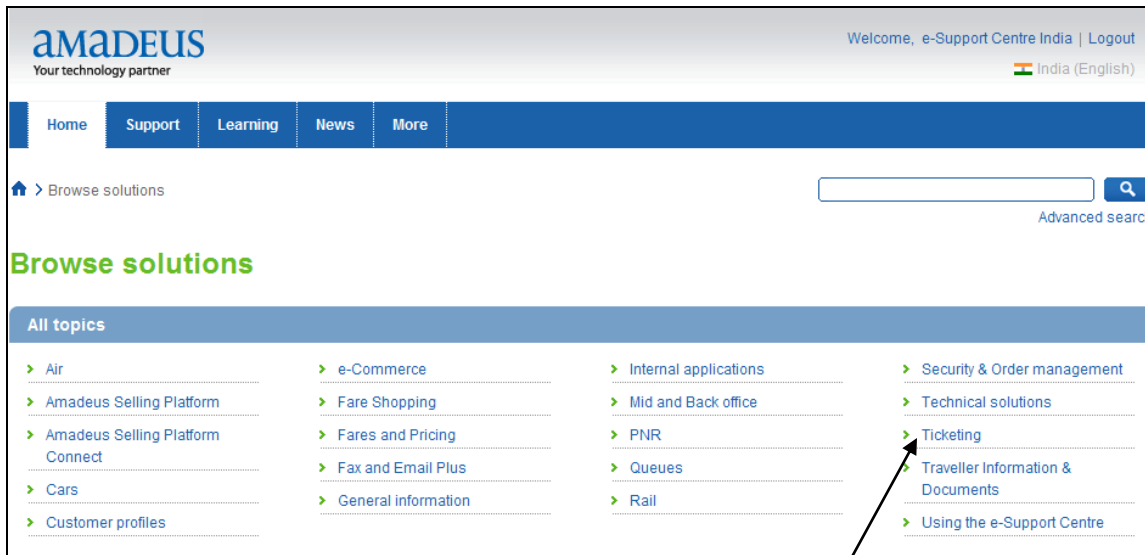 aMaDEUS
Your technology partner
Welcome, e-Support Centre India | Logout
India (English)
Home Support Learning News More
> Browse solutions
Advanced searc
Browse solutions
All topics
Air
Amadeus Selling Platform
Amadeus Selling Platform
Connect
Cars
Customer profiles
e-Commerce
Fare Shopping
Fares and Pricing
Fax and Email Plus
General information
Internal applications
Mid and Back office
PNR
Queues
Rail
Security & Order management
Technical solutions
Ticketing
Traveller Information &
Documents
Using the e-Support Centre